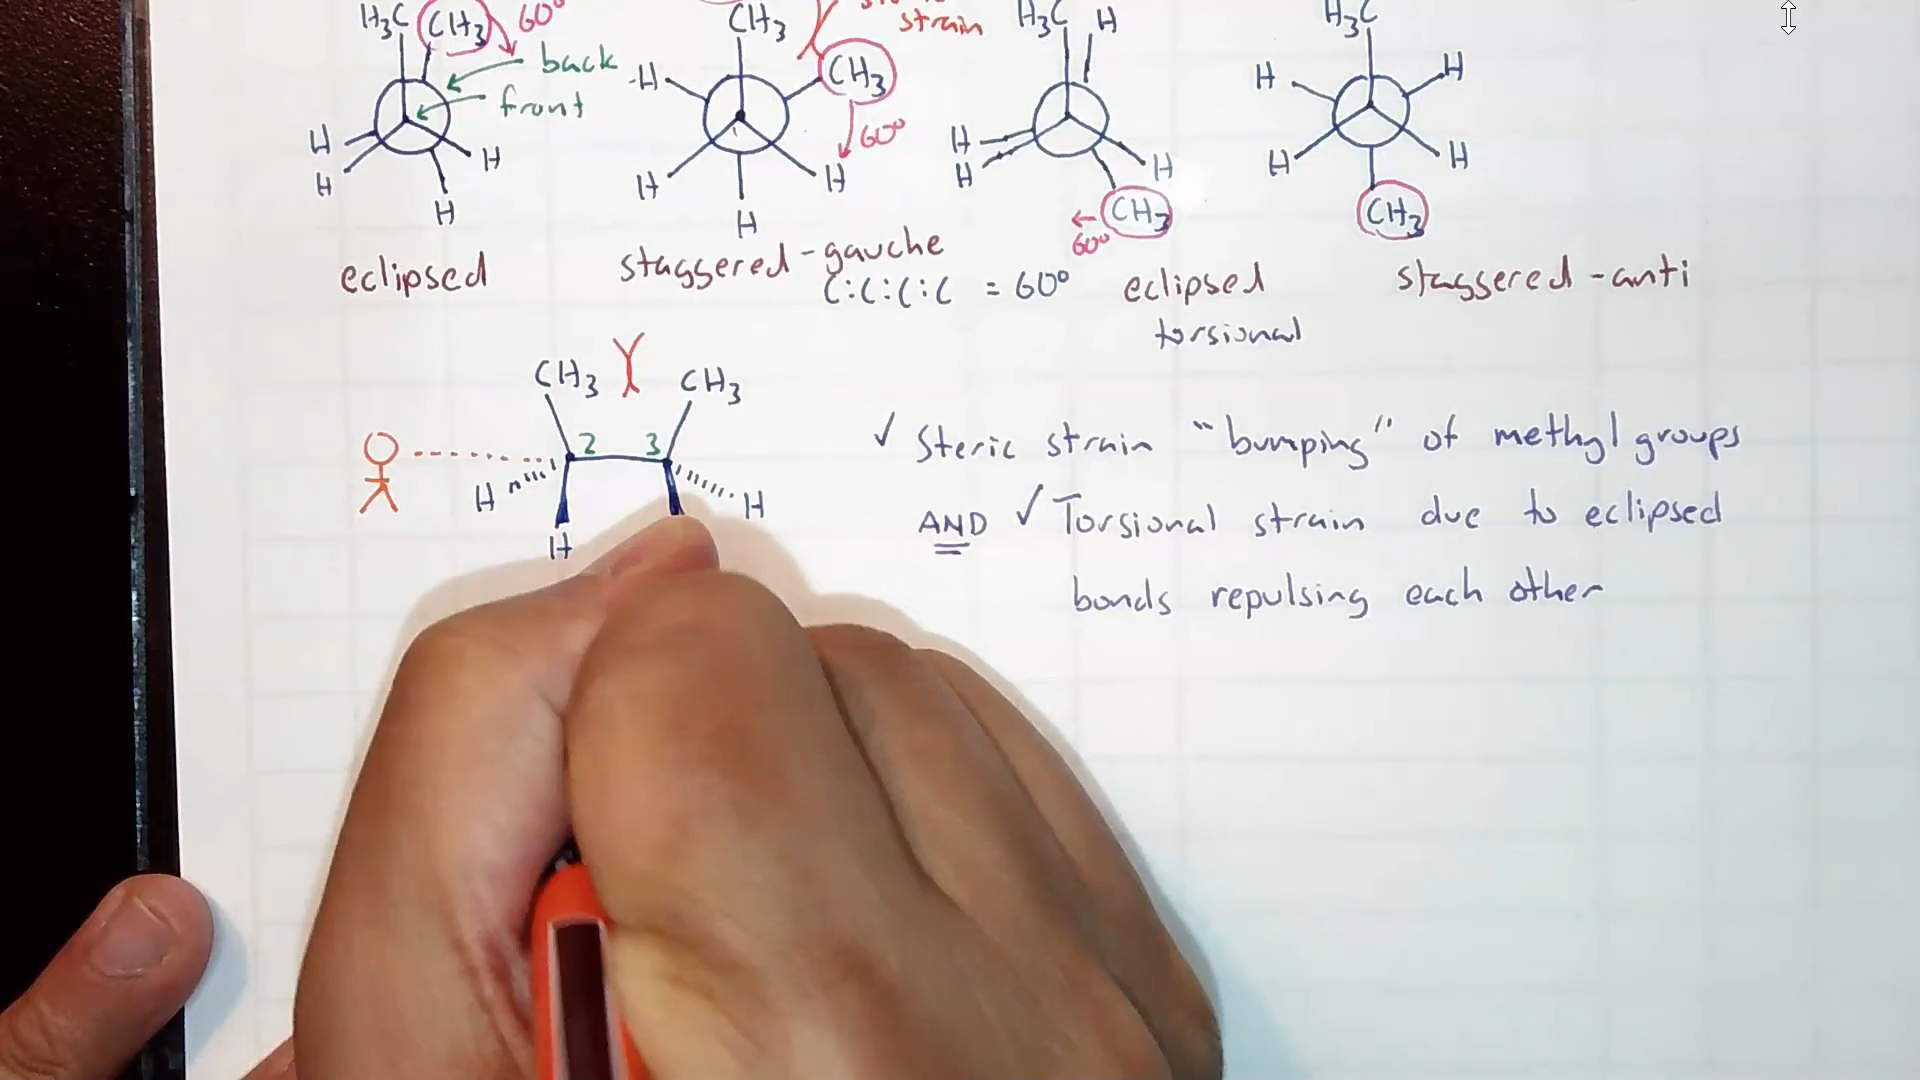 H₃C CH₃ 60° CH₃ strain H₃C H H₃C
back H CH₃ H H
front 60°
H H H H H
H H H H H H H
H H CH₃ CH₃
60°
eclipsed staggered - gauche eclipsed staggered - anti
C:C:C:C = 60° torsional
CH₃ CH₃
2 3
H H
H
✓ Steric strain "bumping" of methyl groups
AND ✓ Torsional strain due to eclipsed
bonds repulsing each other